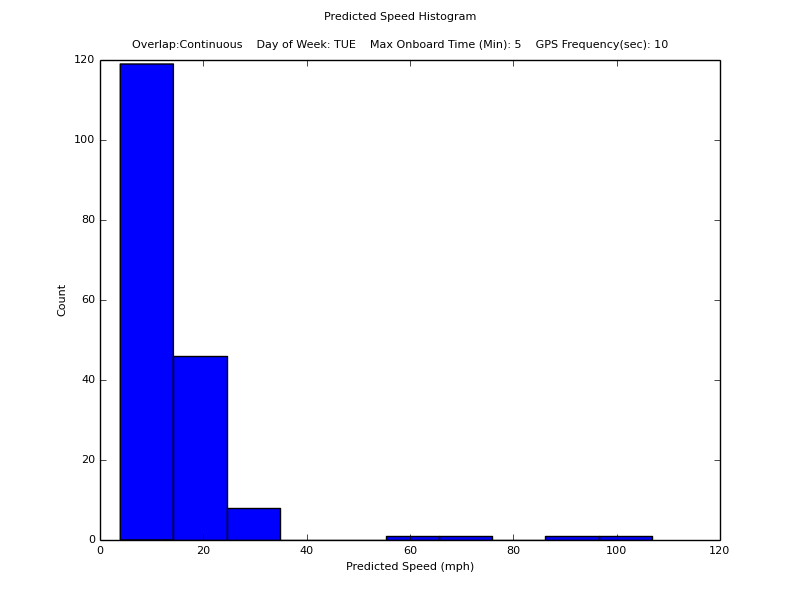 Predicted Speed Histogram
Overlap:Continuous    Day of Week: TUE    Max Onboard Time (Min): 5    GPS Frequency(sec): 10
120
100
80
60
40
20
0
Count
0 20 40 60 80 100 120
Predicted Speed (mph)